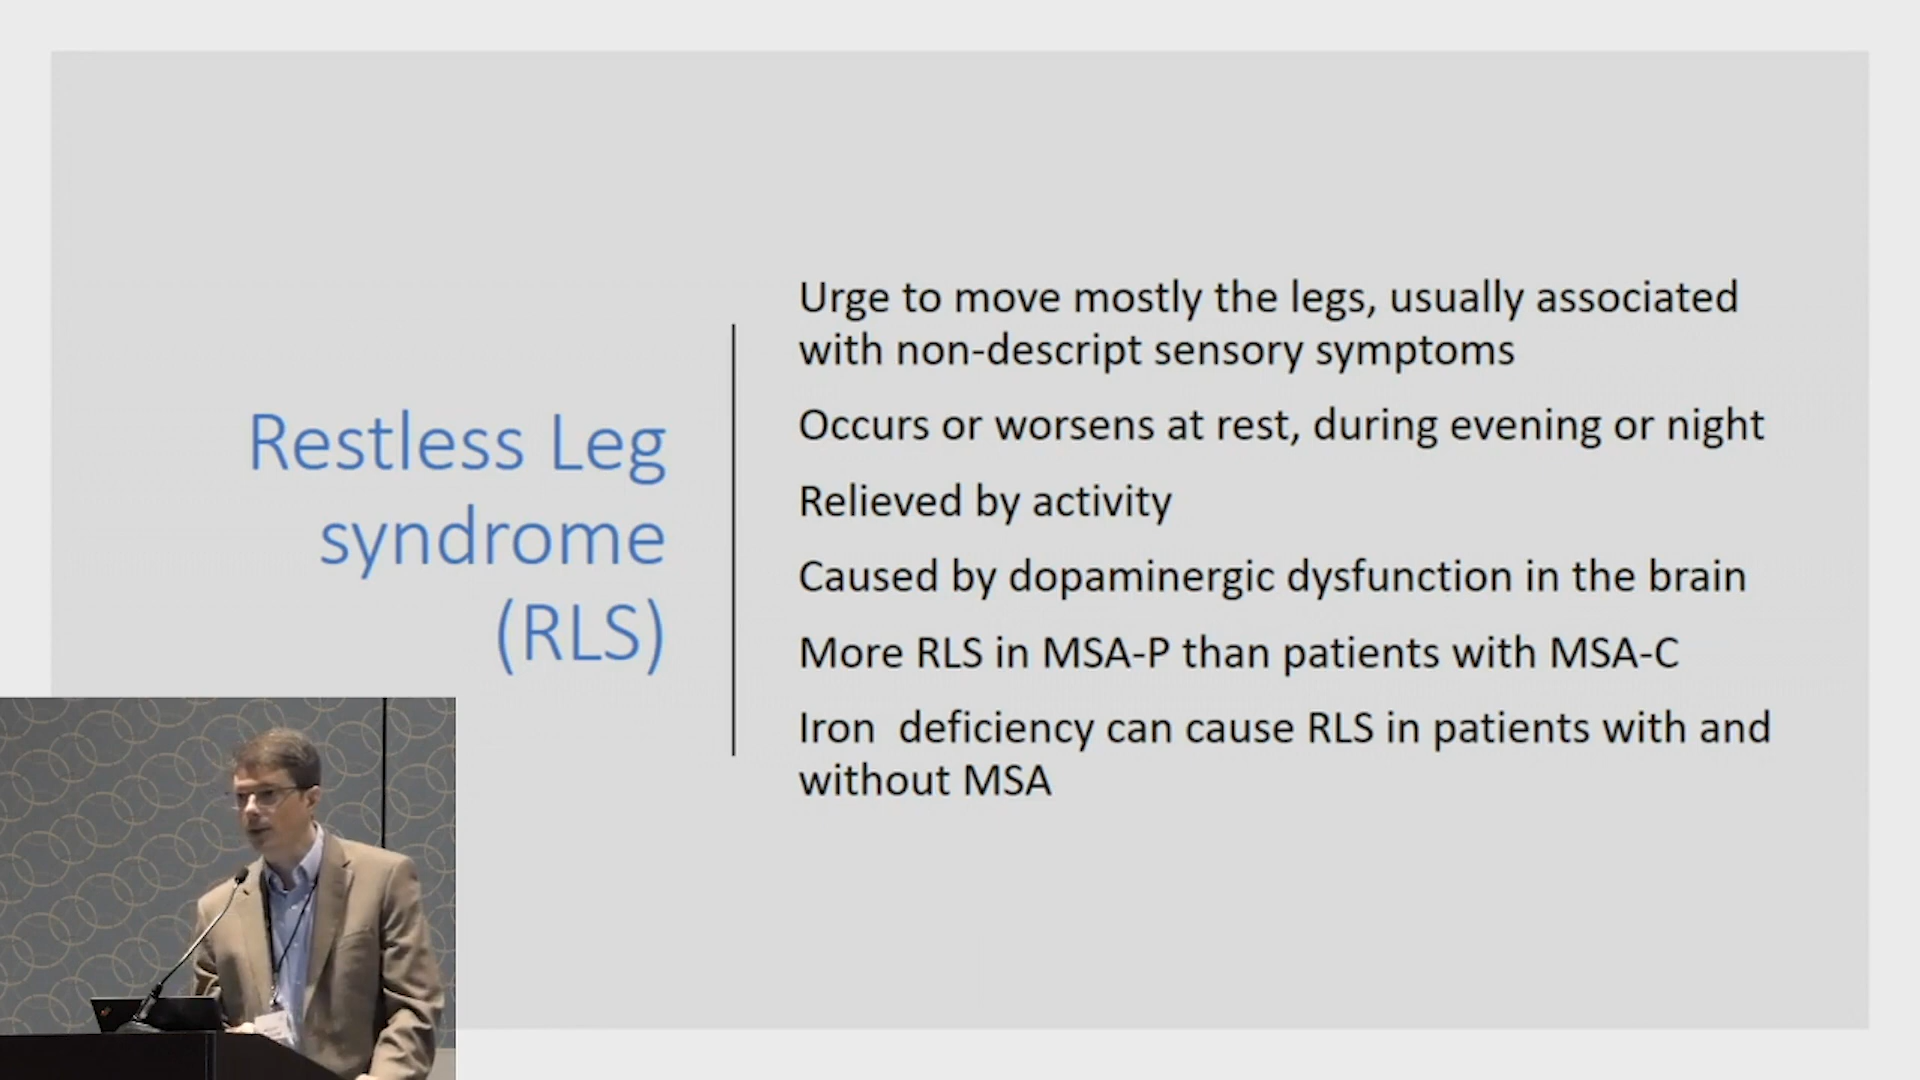 Restless Leg
syndrome
(RLS)
Urge to move mostly the legs, usually associated
with non-descript sensory symptoms
Occurs or worsens at rest, during evening or night
Relieved by activity
Caused by dopaminergic dysfunction in the brain
More RLS in MSA-P than patients with MSA-C
Iron  deficiency can cause RLS in patients with and
without MSA